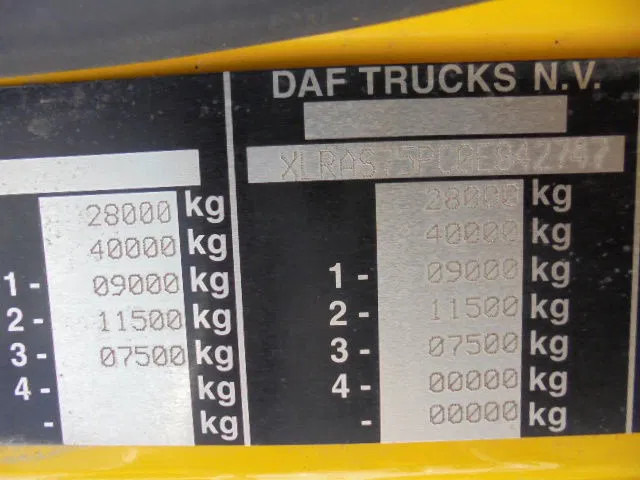 28000 kg
40000 kg
1- 09000 kg
2- 11500 kg
3- 07500 kg
4- kg
- kg
DAF TRUCKS N.V.
28000 kg
40000 kg
1- 09000 kg
2- 11500 kg
3- 07500 kg
4- 00000 kg
- 00000 kg